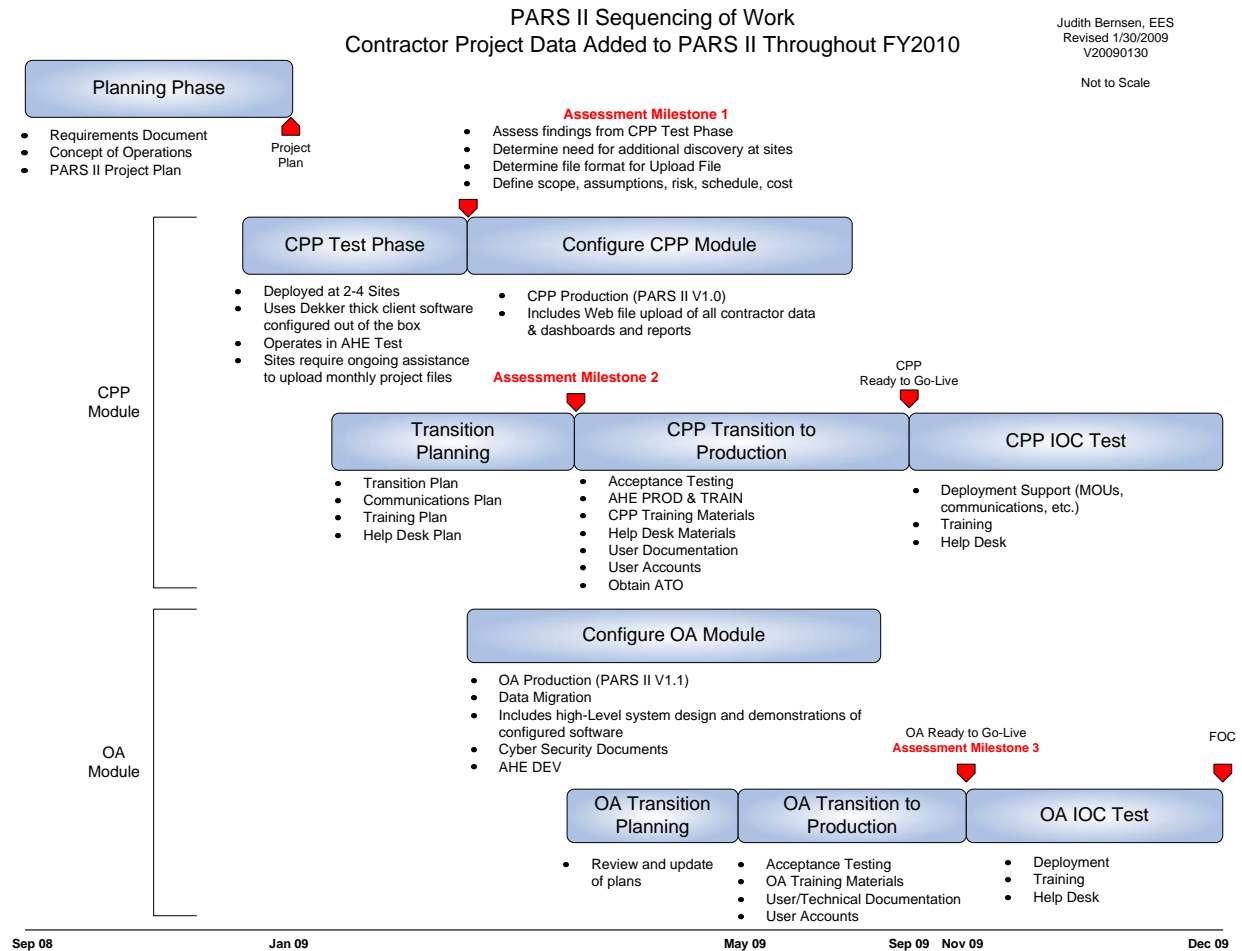 PARS II Sequencing of Work
Contractor Project Data Added to PARS II Throughout FY2010
Judith Bernsen, EES
Revised 1/30/2009
V20090130
Not to Scale
Planning Phase
• Requirements Document
• Concept of Operations
• PARS II Project Plan
Project
Plan
Assessment Milestone 1
• Assess findings from CPP Test Phase
• Determine need for additional discovery at sites
• Determine file format for Upload File
• Define scope, assumptions, risk, schedule, cost
CPP
Module
CPP Test Phase
• Deployed at 2-4 Sites
• Uses Dekker thick client software
configured out of the box
• Operates in AHE Test
• Sites require ongoing assistance
to upload monthly project files
Configure CPP Module
• CPP Production (PARS II V1.0)
• Includes Web file upload of all contractor data
& dashboards and reports
Assessment Milestone 2
CPP
Ready to Go-Live
Transition
Planning
• Transition Plan
• Communications Plan
• Training Plan
• Help Desk Plan
CPP Transition to
Production
• Acceptance Testing
• AHE PROD & TRAIN
• CPP Training Materials
• Help Desk Materials
• User Documentation
• User Accounts
• Obtain ATO
CPP IOC Test
• Deployment Support (MOUs,
communications, etc.)
• Training
• Help Desk
OA
Module
Configure OA Module
• OA Production (PARS II V1.1)
• Data Migration
• Includes high-Level system design and demonstrations of
configured software
• Cyber Security Documents
• AHE DEV
OA Ready to Go-Live
Assessment Milestone 3
FOC
OA Transition
Planning
• Review and update
of plans
OA Transition to
Production
• Acceptance Testing
• OA Training Materials
• User/Technical Documentation
• User Accounts
OA IOC Test
• Deployment
• Training
• Help Desk
Sep 08
Jan 09
May 09
Sep 09
Nov 09
Dec 09